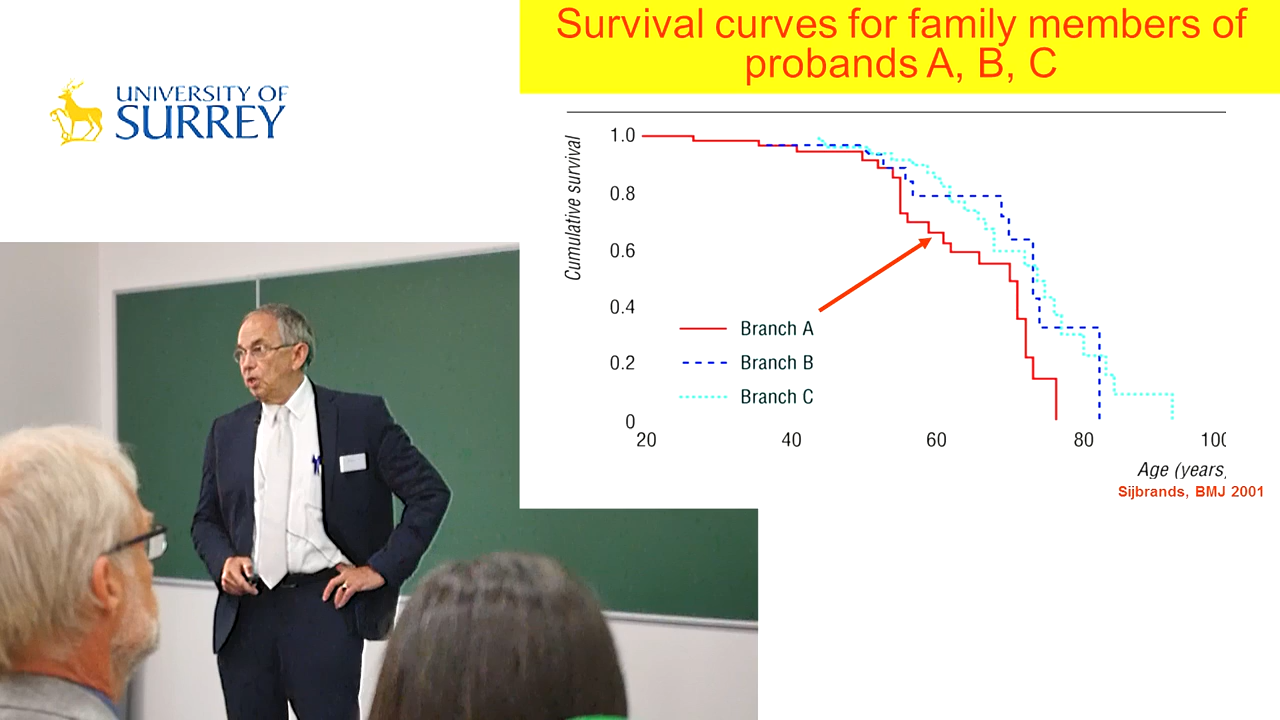 UNIVERSITY OF
SURREY
Survival curves for family members of
probands A, B, C
Cumulative survival
1.0
0.8
0.6
0.4
0.2
0
Branch A
Branch B
Branch C
20 40 60 80 100
Age (years)
Sijbrands, BMJ 2001